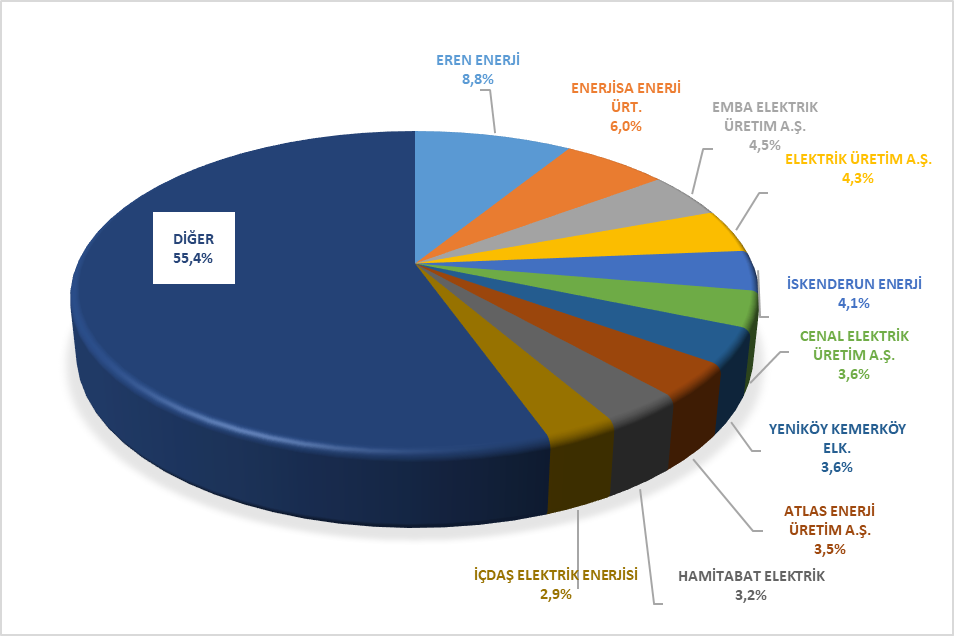 EREN ENERJİ
8,8%
ENERJİSA ENERJİ
ÜRT.
6,0%
EMBA ELEKTRIK
ÜRETIM A.Ş.
4,5%
ELEKTRİK ÜRETİM A.Ş.
4,3%
İSKENDERUN ENERJİ
4,1%
CENAL ELEKTRİK
ÜRETİM A.Ş.
3,6%
YENİKÖY KEMERKÖY
ELK.
3,6%
ATLAS ENERJİ
ÜRETİM A.Ş.
3,5%
HAMİTABAT ELEKTRİK
3,2%
İÇDAŞ ELEKTRİK ENERJİSİ
2,9%
DİĞER
55,4%